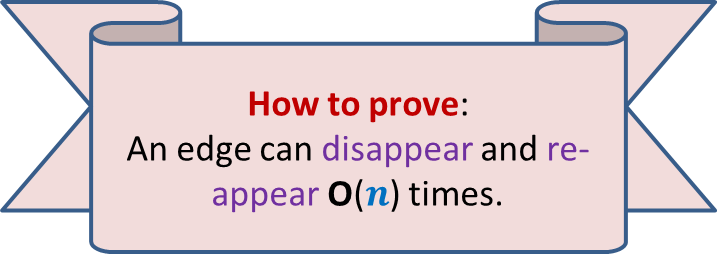 How to prove:
An edge can disappear and re-
appear O(n) times.